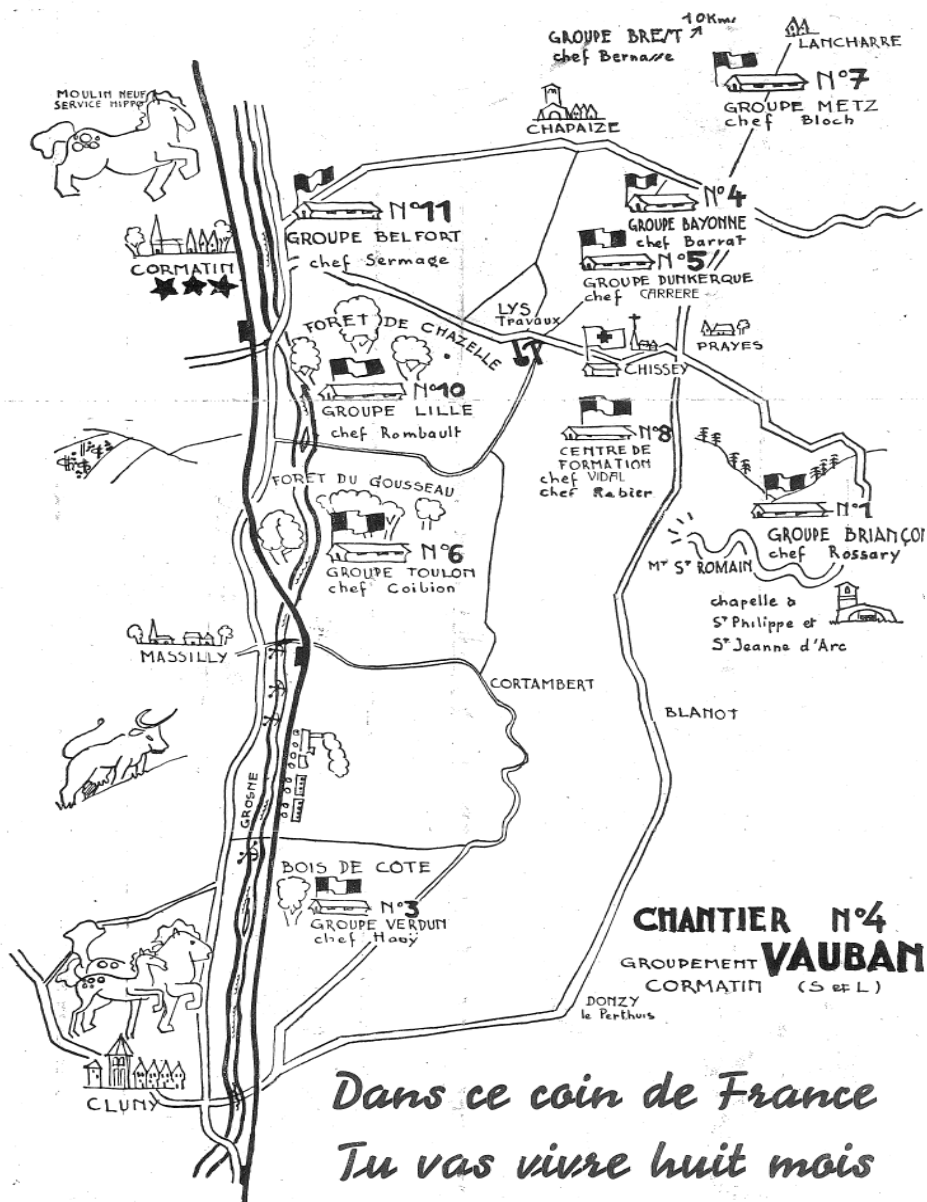 10Kms
GROUPE BREST
chef Bernasse
LANCHARRE
N°7
GROUPE METZ
chef Bloch
MOULIN NEUF
SERVICE HIPPO
CHAPAIZE
N°4
GROUPE BAYONNE
chef Barrat
N°11
GROUPE BELFORT
chef Sermage
CORMATIN
N°5
GROUPE DUNKERQUE
chef CARRERE
LYS
Travaux
FORET DE CHAZELLE
PRAYES
CHISSEY
N°10
GROUPE LILLE
chef Rombault
N°8
CENTRE DE
FORMATION
chef VIDAL
chef Rabier
FORET DU GOUSSEAU
N°6
GROUPE TOULON
chef Coibion
N°1
GROUPE BRIANÇON
chef Rossary
MT ST ROMAIN
chapelle à
ST Philippe et
Ste Jeanne d'Arc
MASSILLY
CORTAMBERT
BLANOT
GROSNE
BOIS DE COTE
N°3
GROUPE VERDUN
chef Haoÿ
CHANTIER N°4
GROUPEMENT VAUBAN
CORMATIN (S et L)
DONZY
le Perthuis
CLUNY
Dans ce coin de France
Tu vas vivre huit mois